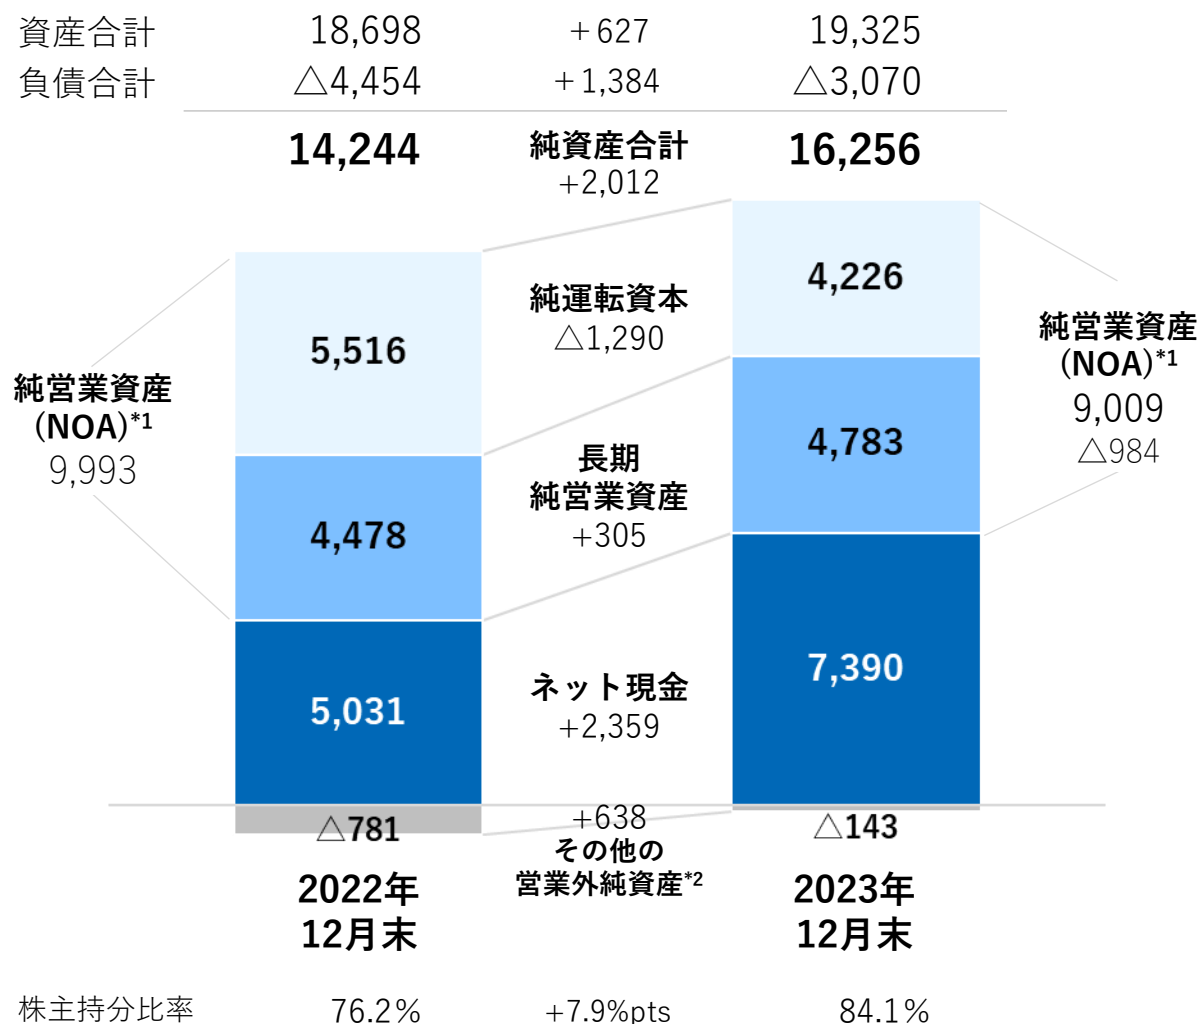 資産合計 18,698 +627 19,325
負債合計 △4,454 +1,384 △3,070
14,244 純資産合計 16,256
+2,012
5,516
純運転資本
△1,290
4,226
純営業資産
(NOA)*1
9,993
純営業資産
(NOA)*1
9,009
△984
4,478
長期
純営業資産
+305
4,783
5,031
ネット現金
+2,359
7,390
△781
+638
その他の
営業外純資産*2
△143
2022年
12月末
2023年
12月末
株主持分比率 76.2% +7.9%pts 84.1%